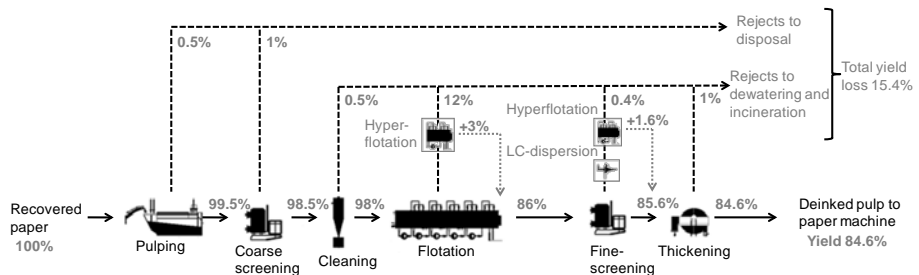 0.5%
1%
Rejects to
disposal
Total yield
loss 15.4%
Rejects to
dewatering and
incineration
0.5%
12%
0.4%
1%
Hyper-
flotation
+3%
Hyperflotation
+1.6%
LC-dispersion
Recovered
paper
100%
99.5%
98.5%
98%
86%
85.6%
84.6%
Deinked pulp to
paper machine
Yield 84.6%
Pulping
Coarse
screening
Cleaning
Flotation
Fine-
screening
Thickening